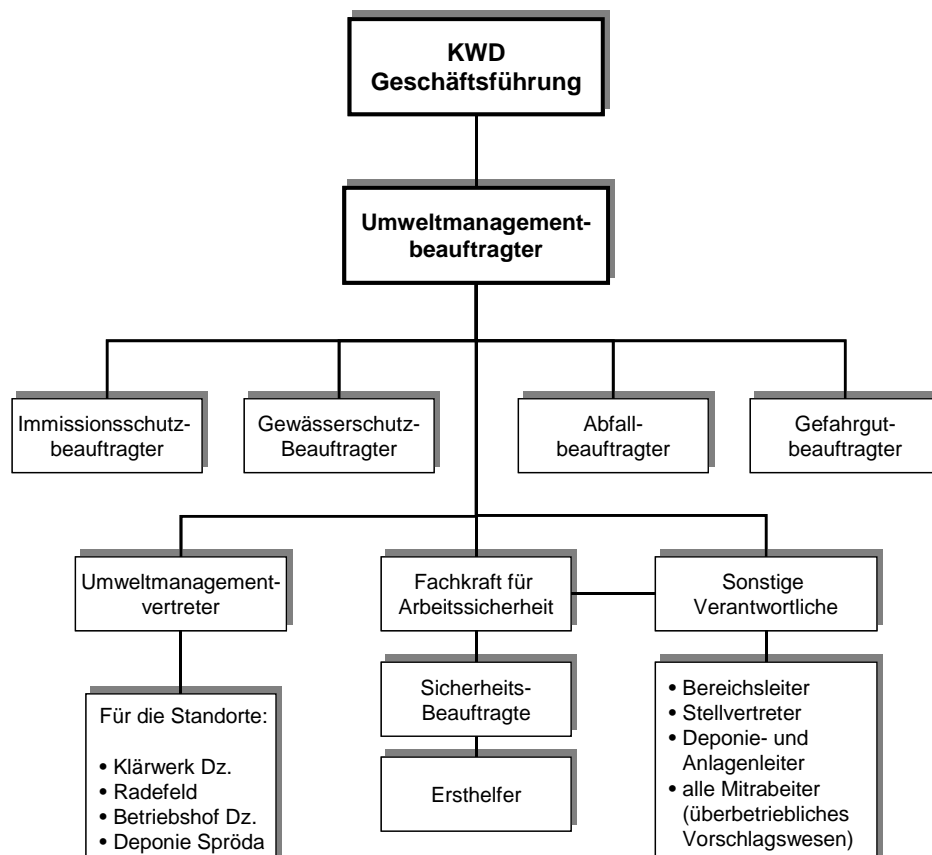 KWD
Geschäftsführung
Umweltmanagement-
beauftragter
Immissionsschutz-
beauftragter
Gewässerschutz-
Beauftragter
Abfall-
beauftragter
Gefahrgut-
beauftragter
Umweltmanagement-
vertreter
Fachkraft für
Arbeitssicherheit
Sonstige
Verantwortliche
Für die Standorte:
• Klärwerk Dz.
• Radefeld
• Betriebshof Dz.
• Deponie Spröda
Sicherheits-
Beauftragte
Ersthelfer
• Bereichsleiter
• Stellvertreter
• Deponie- und
Anlagenleiter
• alle Mitrabeiter
(überbetriebliches
Vorschlagswesen)